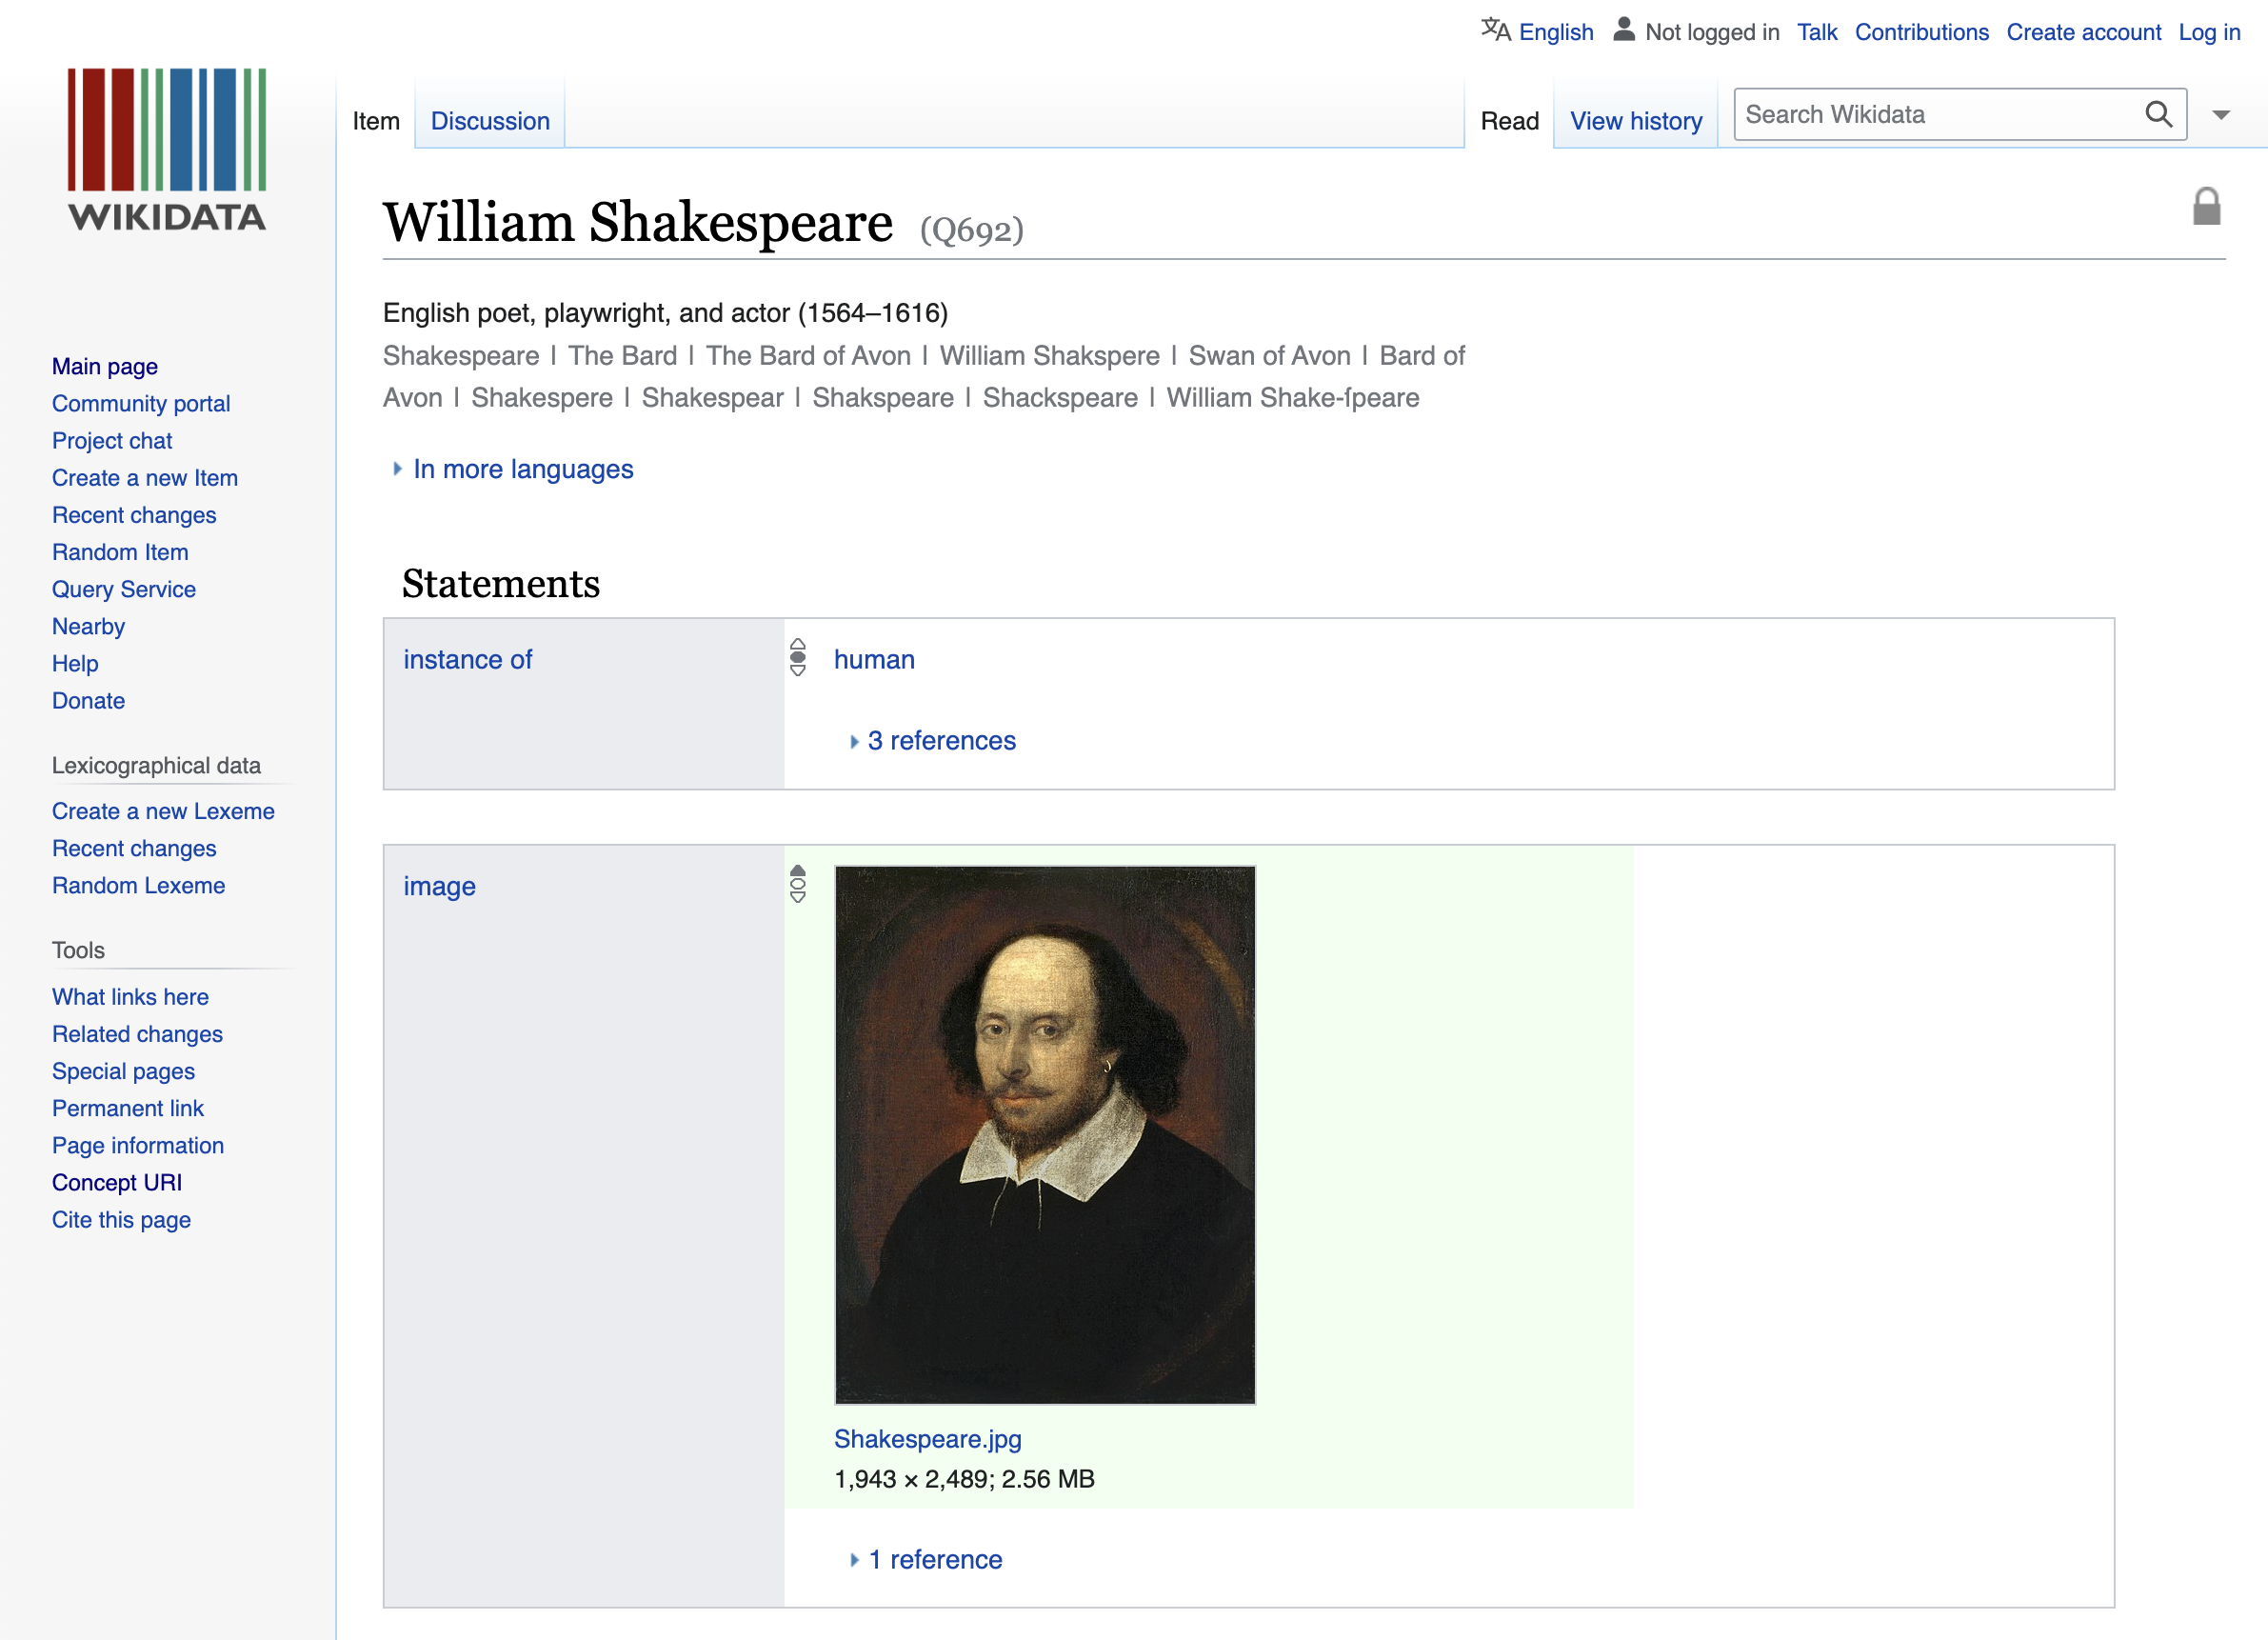 English Not logged in Talk Contributions Create account Log in
WIKIDATA
Item Discussion Read View history Search Wikidata
William Shakespeare (Q692)
English poet, playwright, and actor (1564–1616)
Shakespeare | The Bard | The Bard of Avon | William Shakspere | Swan of Avon | Bard of
Avon | Shakespere | Shakespear | Shakspeare | Shackspeare | William Shake-ſpeare
In more languages
Main page
Community portal
Project chat
Create a new Item
Recent changes
Random Item
Query Service
Nearby
Help
Donate
Lexicographical data
Create a new Lexeme
Recent changes
Random Lexeme
Tools
What links here
Related changes
Special pages
Permanent link
Page information
Concept URI
Cite this page
Statements
instance of
human
3 references
image
Shakespeare.jpg
1,943 × 2,489; 2.56 MB
1 reference